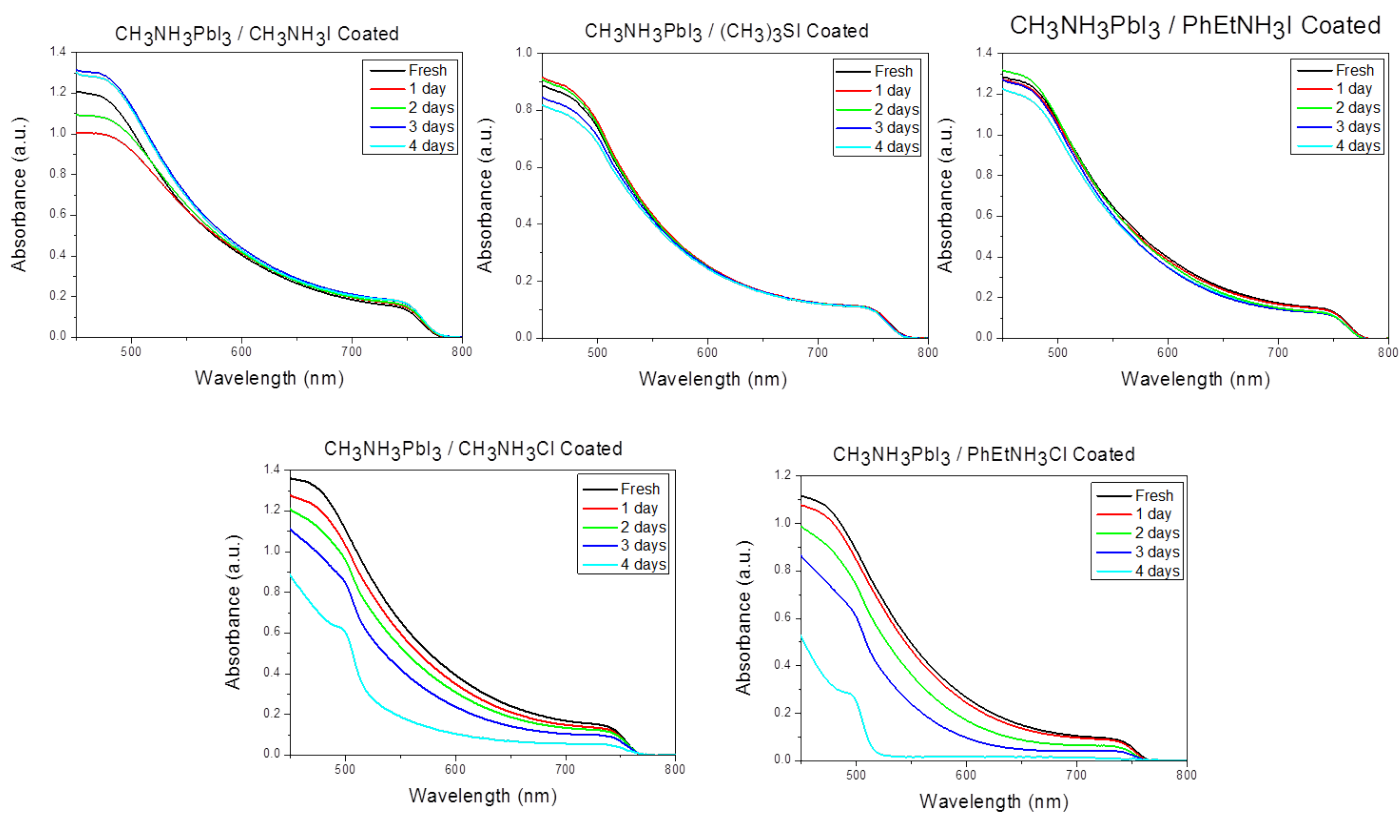 CH3NH3PbI3 / CH3NH3I Coated
Fresh
1 day
2 days
3 days
4 days
Absorbance (a.u.)
1.4
1.2
1.0
0.8
0.6
0.4
0.2
0.0
500 600 700 800
Wavelength (nm)
CH3NH3PbI3 / (CH3)3SI Coated
Fresh
1 day
2 days
3 days
4 days
Absorbance (a.u.)
1.0
0.8
0.6
0.4
0.2
0.0
500 600 700 800
Wavelength (nm)
CH3NH3PbI3 / PhEtNH3I Coated
Fresh
1 day
2 days
3 days
4 days
Absorbance (a.u.)
1.4
1.2
1.0
0.8
0.6
0.4
0.2
0.0
500 600 700 800
Wavelength (nm)
CH3NH3PbI3 / CH3NH3Cl Coated
Fresh
1 day
2 days
3 days
4 days
Absorbance (a.u.)
1.4
1.2
1.0
0.8
0.6
0.4
0.2
0.0
500 600 700 800
Wavelength (nm)
CH3NH3PbI3 / PhEtNH3Cl Coated
Fresh
1 day
2 days
3 days
4 days
Absorbance (a.u.)
1.2
1.0
0.8
0.6
0.4
0.2
0.0
500 600 700 800
Wavelength (nm)